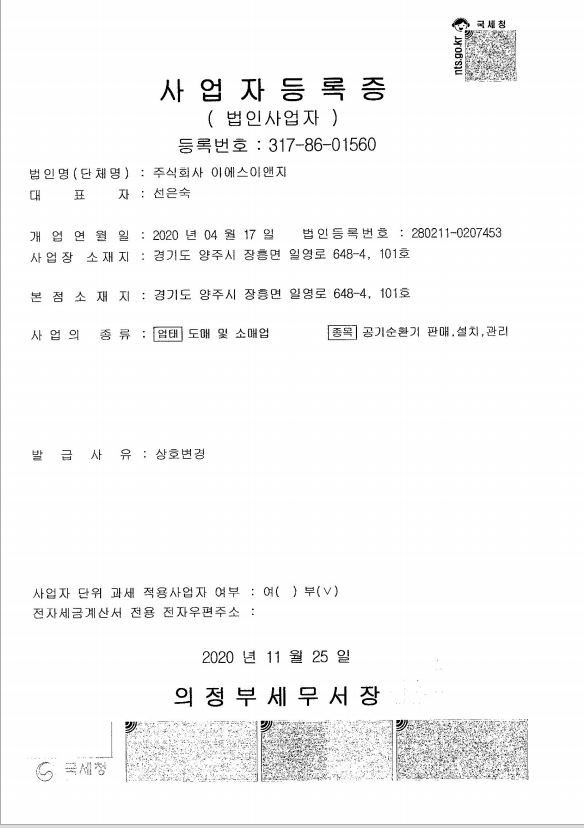 국세청
nts.go.kr
사업자등록증
( 법인사업자 )
등록번호 : 317-86-01560
법인명(단체명) : 주식회사 이에스이앤지
대 표 자 : 선은숙
개 업 연 월 일 : 2020 년 04 월 17 일 법인등록번호 : 280211-0207453
사업장 소재지 : 경기도 양주시 장흥면 일영로 648-4, 101호
본 점 소 재 지 : 경기도 양주시 장흥면 일영로 648-4, 101호
사 업 의 종 류 : 업태 도매 및 소매업 종목 공기순환기 판매,설치,관리
발 급 사 유 : 상호변경
사업자 단위 과세 적용사업자 여부 : 여( ) 부(∨)
전자세금계산서 전용 전자우편주소 :
2020 년 11 월 25 일
의정부세무서장
국세청